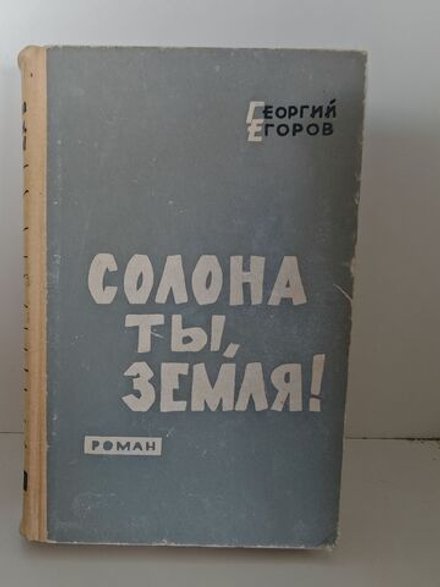 ГЕОРГИЙ
ЕГОРОВ
СОЛОНА
ТЫ,
ЗЕМЛЯ!
РОМАН